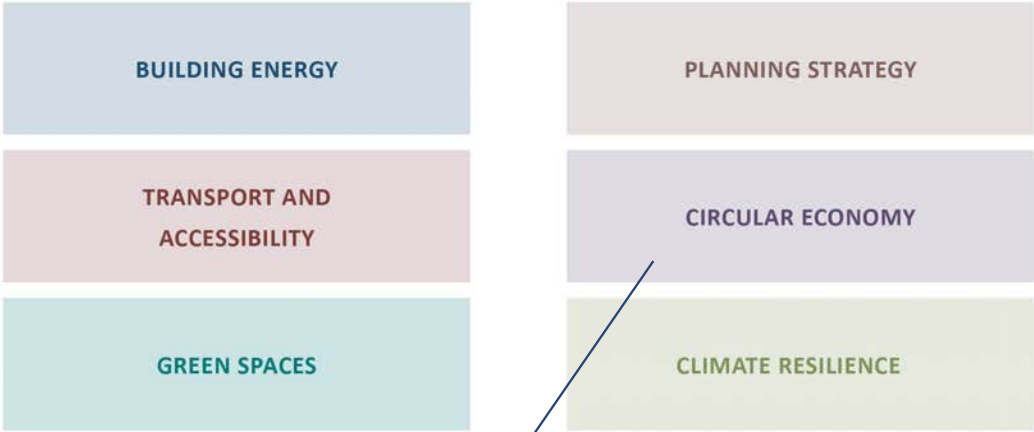 BUILDING ENERGY
PLANNING STRATEGY
TRANSPORT AND
ACCESSIBILITY
CIRCULAR ECONOMY
GREEN SPACES
CLIMATE RESILIENCE